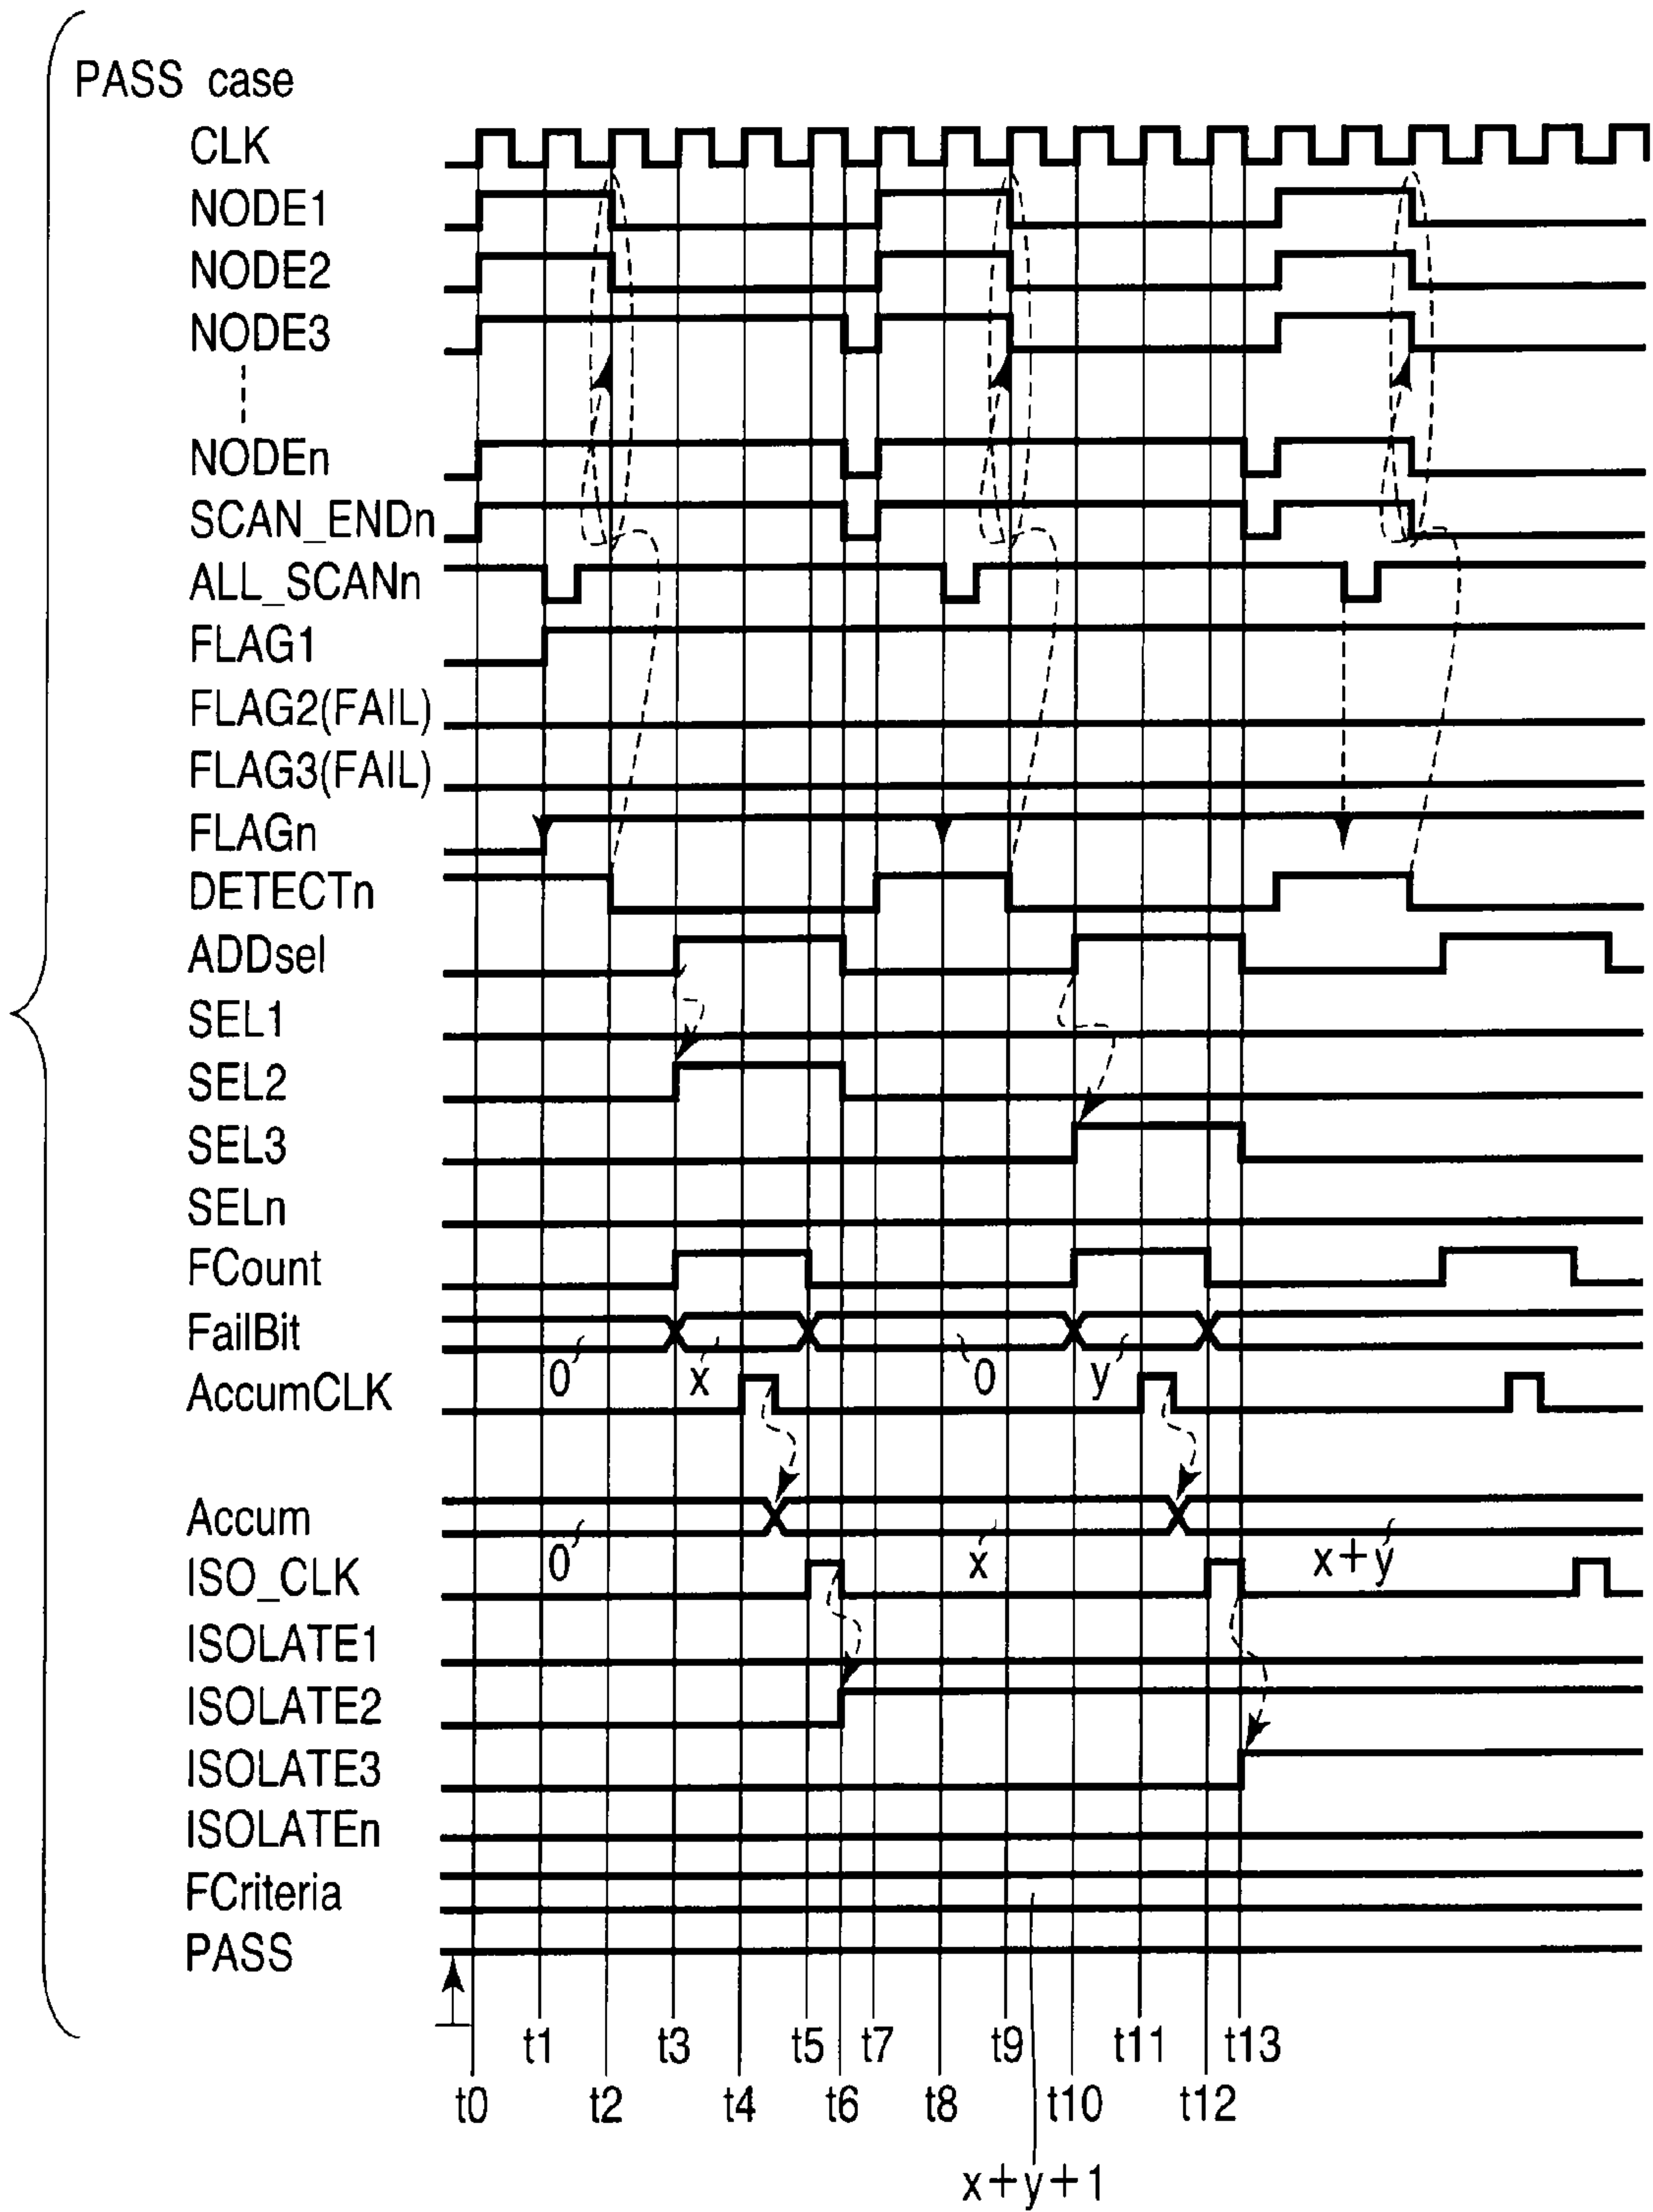 PASS case
CLK
NODE1
NODE2
NODE3
NODEn
SCAN_ENDn
ALL_SCANn
FLAG1
FLAG2(FAIL)
FLAG3(FAIL)
FLAGn
DETECTn
ADDsel
SEL1
SEL2
SEL3
SELn
FCount
FailBit
0 x 0 y
AccumCLK
Accum
0 x x+y
ISO_CLK
ISOLATE1
ISOLATE2
ISOLATE3
ISOLATEn
FCriteria
PASS
t1 t3 t5 t7 t9 t11 t13
t0 t2 t4 t6 t8 t10 t12
x+y+1